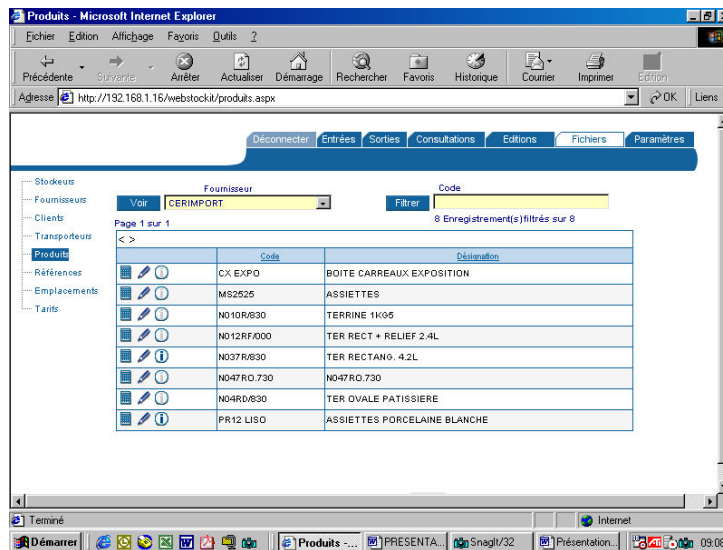 Produits - Microsoft Internet Explorer
Fichier Edition Affichage Favoris Outils ?
Précédente Suivante Arrêter Actualiser Démarrage Rechercher Favoris Historique Courrier Imprimer Edition
Adresse http://192.168.1.16/webstockit/produits.aspx OK Liens
Déconnecter Entrées Sorties Consultations Editions Fichiers Paramètres
Stockeurs
Fournisseurs
Clients
Transporteurs
Produits
Références
Emplacements
Tarifs
Fournisseur Code
Voir CERIMPORT Filtrer
Page 1 sur 1 8 Enregistrement(s)filtrés sur 8
< >
Code Désignation
CX EXPO BOITE CARREAUX EXPOSITION
MS2525 ASSIETTES
N010R/830 TERRINE 1KG5
N012RF/000 TER RECT + RELIEF 2.4L
N037R/830 TER RECTANG. 4.2L
N047RO.730 N047RO.730
N04RD/830 TER OVALE PATISSIERE
PR12 LISO ASSIETTES PORCELAINE BLANCHE
Terminé Internet
Démarrer Produits -... PRESENTA... SnagIt/32 Présentation...